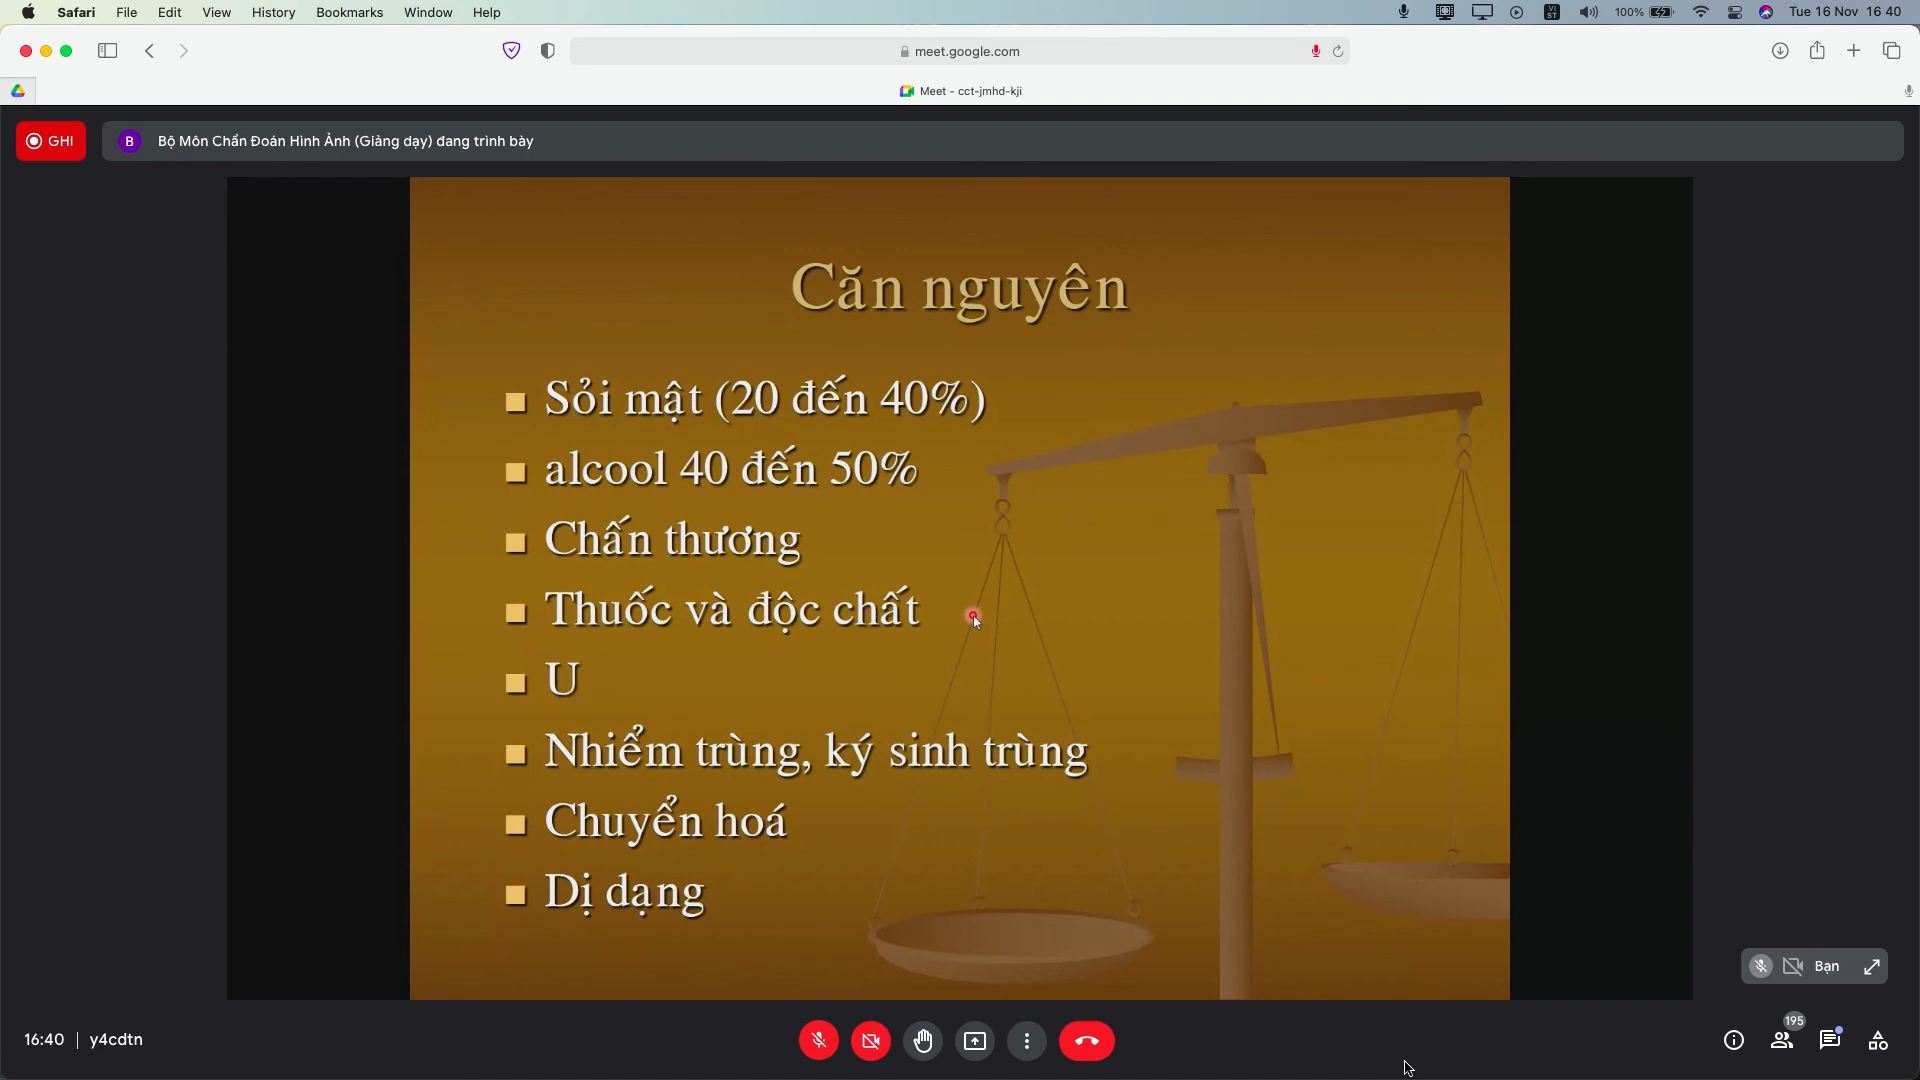 Safari File Edit View History Bookmarks Window Help VI ST 100% Tue 16 Nov 16 40
meet.google.com
Meet - cct-jmhd-kji
GHI B Bộ Môn Chẩn Đoán Hình Ảnh (Giảng dạy) đang trình bày
Căn nguyên
Sỏi mật (20 đến 40%)
alcool 40 đến 50%
Chấn thương
Thuốc và độc chất
U
Nhiểm trùng, ký sinh trùng
Chuyển hoá
Dị dạng
Bạn
16:40 y4cdtn 195